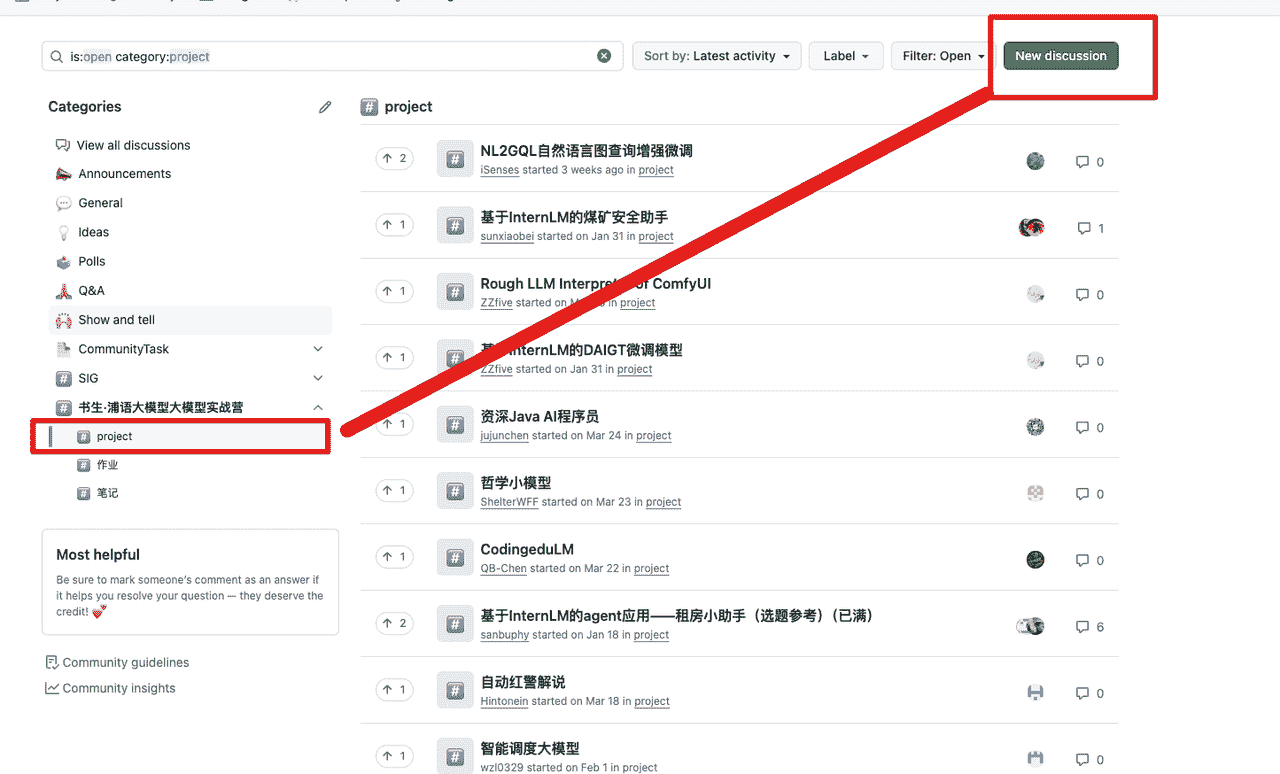 is:open category:project
Sort by: Latest activity
Label
Filter: Open
New discussion
Categories
View all discussions
Announcements
General
Ideas
Polls
Q&A
Show and tell
CommunityTask
SIG
书生·浦语大模型大模型实战营
project
作业
笔记
Most helpful
Be sure to mark someone's comment as an answer if
it helps you resolve your question — they deserve the
credit!
Community guidelines
Community insights
project
2
NL2GQL自然语言图查询增强微调
iSenses started 3 weeks ago in project
0
1
基于InternLM的煤矿安全助手
sunxiaobei started on Jan 31 in project
1
1
Rough LLM of ComfyUI
ZZfive started on in project
0
1
InternLM的DAIGT微调模型
ZZfive started on Jan 31 in project
0
1
资深Java AI程序员
jujunchen started on Mar 24 in project
0
1
哲学小模型
ShelterWFF started on Mar 23 in project
0
1
CodingeduLM
QB-Chen started on Mar 22 in project
0
2
基于InternLM的agent应用——租房小助手（选题参考）（已满）
sanbuphy started on Jan 18 in project
6
1
自动红警解说
Hintonein started on Mar 18 in project
0
1
智能调度大模型
wzl0329 started on Feb 1 in project
0